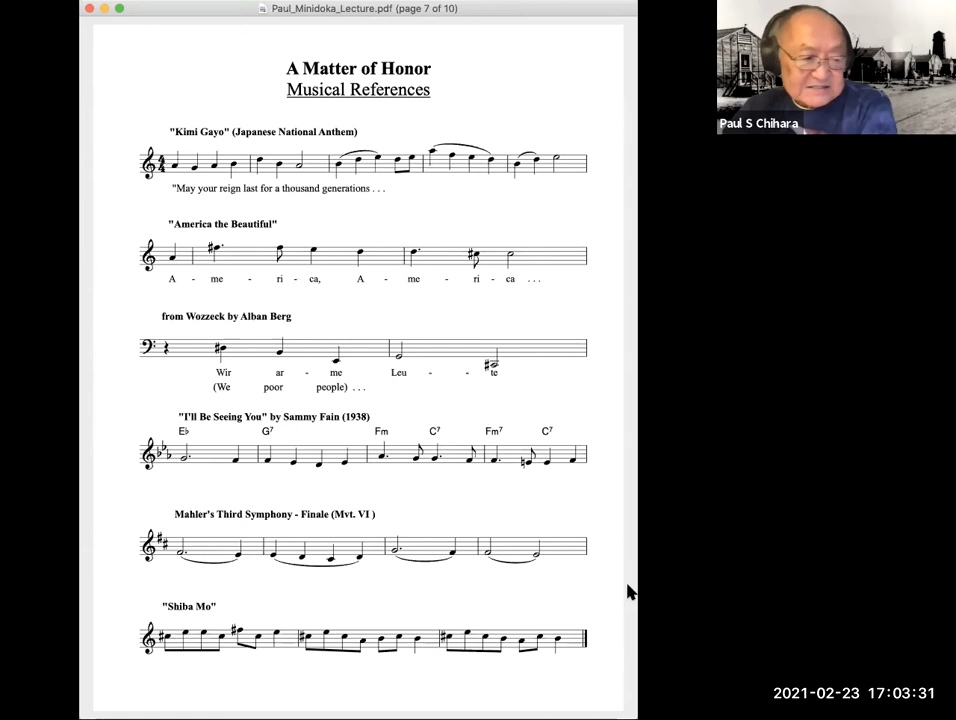 Paul_Minidoka_Lecture.pdf (page 7 of 10)
A Matter of Honor
Musical References
"Kimi Gayo" (Japanese National Anthem)
"May your reign last for a thousand generations . . .
"America the Beautiful"
A - me - ri - ca, A - me - ri - ca . . .
from Wozzeck by Alban Berg
Wir ar - me Leu - - te
(We poor people) . . .
"I'll Be Seeing You" by Sammy Fain (1938)
E♭ G7 Fm C7 Fm7 C7
Mahler's Third Symphony - Finale (Mvt. VI )
"Shiba Mo"
Paul S Chihara
2021-02-23 17:03:31